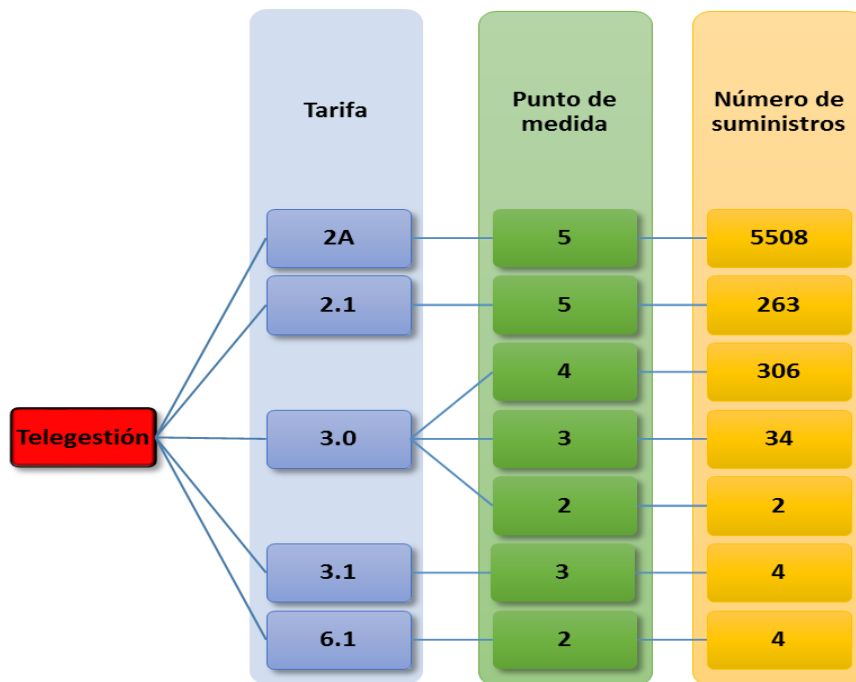 Tarifa
Punto de
medida
Número de
suministros
2A
5
5508
2.1
5
263
4
306
Telegestión
3.0
3
34
2
2
3.1
3
4
6.1
2
4